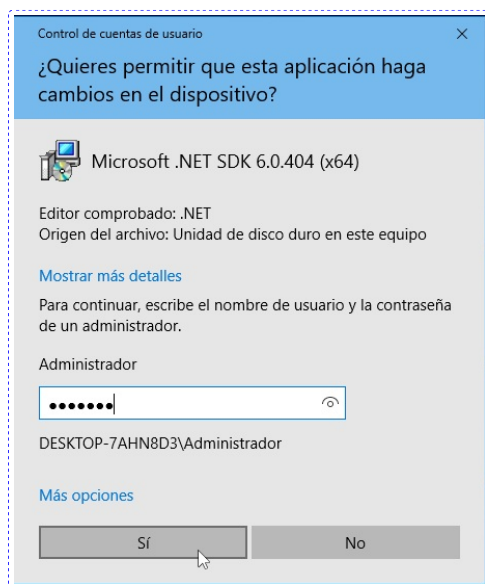 Control de cuentas de usuario
¿Quieres permitir que esta aplicación haga
cambios en el dispositivo?
Microsoft .NET SDK 6.0.404 (x64)
Editor comprobado: .NET
Origen del archivo: Unidad de disco duro en este equipo
Mostrar más detalles
Para continuar, escribe el nombre de usuario y la contraseña
de un administrador.
Administrador
•••••••
DESKTOP-7AHN8D3\Administrador
Más opciones
Sí
No